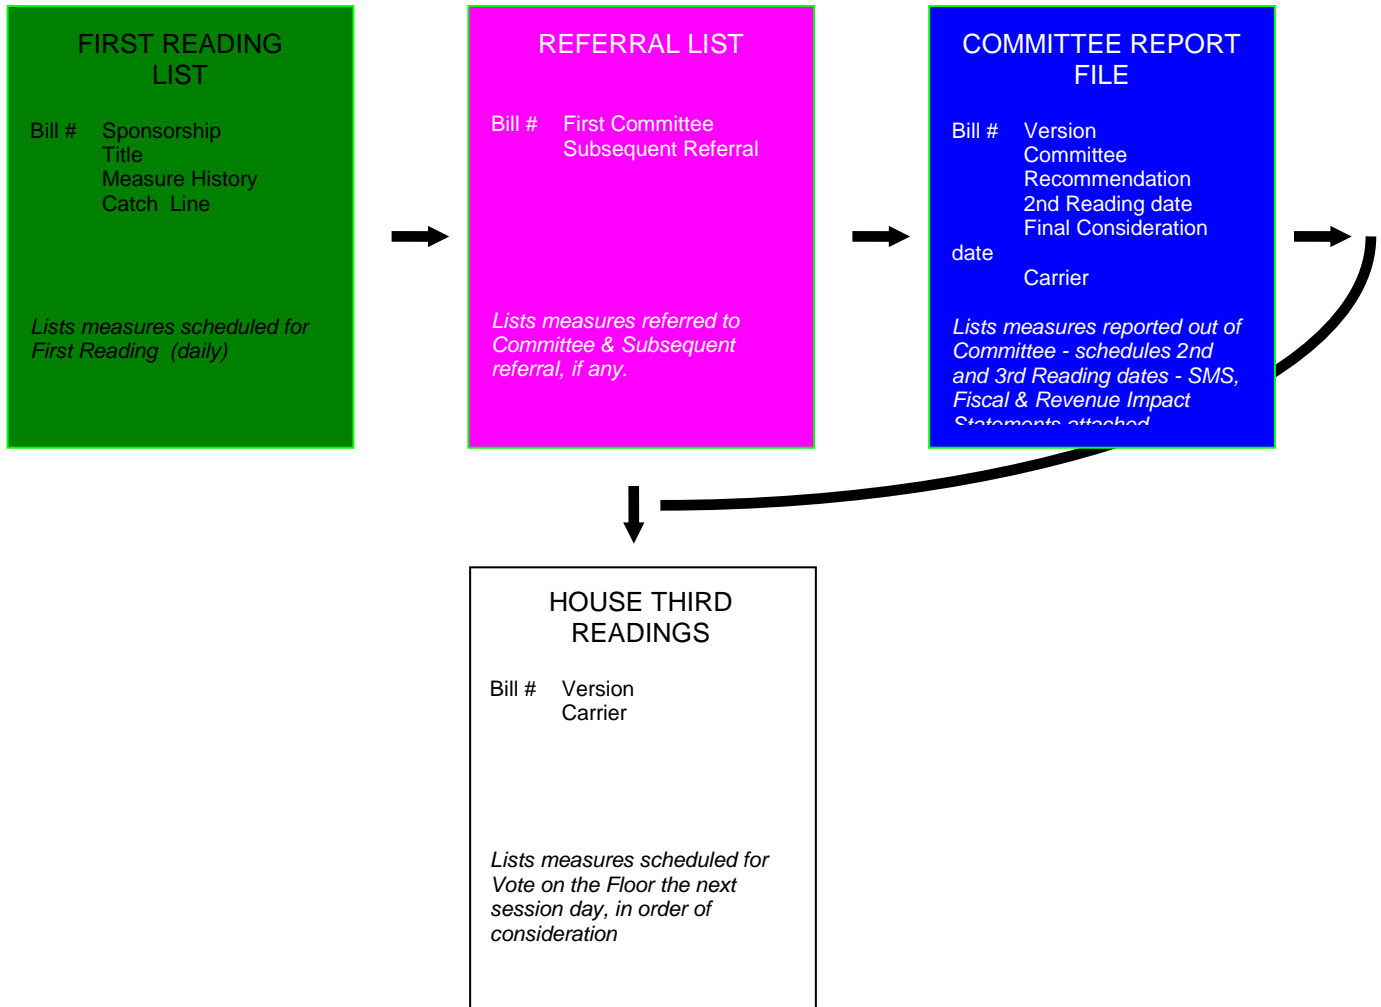 FIRST READING
LIST
Bill # Sponsorship
Title
Measure History
Catch Line
Lists measures scheduled for
First Reading (daily)
REFERRAL LIST
Bill # First Committee
Subsequent Referral
Lists measures referred to
Committee & Subsequent
referral, if any.
COMMITTEE REPORT
FILE
Bill # Version
Committee
Recommendation
2nd Reading date
Final Consideration
date
Carrier
Lists measures reported out of
Committee - schedules 2nd
and 3rd Reading dates - SMS,
Fiscal & Revenue Impact
Statements attached
HOUSE THIRD
READINGS
Bill # Version
Carrier
Lists measures scheduled for
Vote on the Floor the next
session day, in order of
consideration